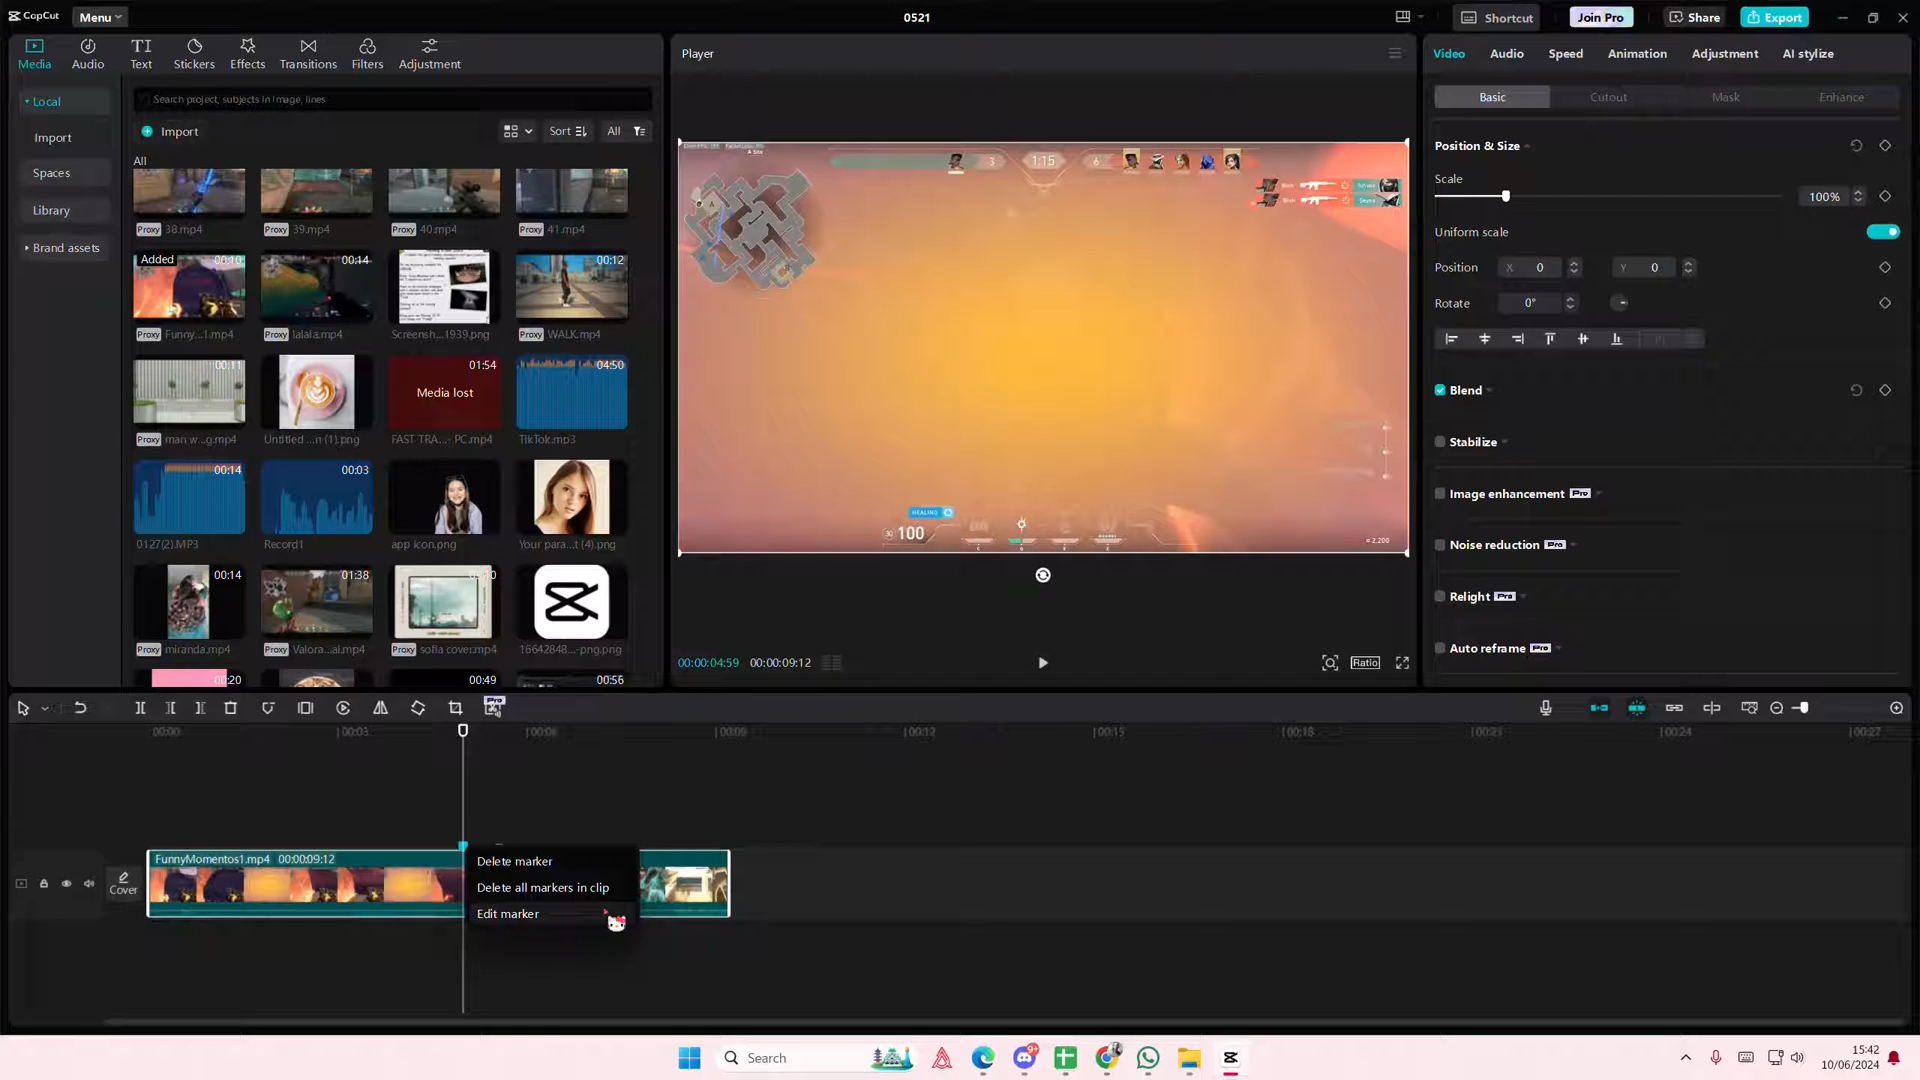 CapCut
Menu
0521
Shortcut
Join Pro
Share
Export
Media
Audio
Text
Stickers
Effects
Transitions
Filters
Adjustment
Local
Import
Spaces
Library
Brand assets
Search project, subjects in image, lines
Import
Sort
All
All
Proxy 38.mp4
Proxy 39.mp4
Proxy 40.mp4
Proxy 41.mp4
Added 00:10
00:14
00:12
Proxy Funny...1.mp4
Proxy lalala.mp4
Screensh...1939.png
Proxy WALK.mp4
00:11
01:54
04:50
Media lost
Proxy man w...g.mp4
Untitled ...n (1).png
FAST TRA...- PC.mp4
TikTok.mp3
00:14
00:03
0127(2).MP3
Record1
app icon.png
Your para...t (4).png
00:14
01:38
Proxy miranda.mp4
Proxy Valora...al.mp4
Proxy sofia cover.mp4
16642848...-png.png
00:20
00:49
00:56
Player
A Site
3
1:15
6
HEALING
30 100
2,200
00:00:04:59 00:00:09:12
Ratio
Video
Audio
Speed
Animation
Adjustment
AI stylize
Basic
Cutout
Mask
Enhance
Position & Size
Scale
100%
Uniform scale
Position X 0 Y 0
Rotate 0°
Blend
Stabilize
Image enhancement Pro
Noise reduction Pro
Relight Pro
Auto reframe Pro
Pro
00:00
00:03
00:06
00:09
00:12
00:15
00:18
00:21
00:24
00:27
FunnyMomentos1.mp4 00:00:09:12
Cover
Delete marker
Delete all markers in clip
Edit marker
Search
9+
15:42
10/06/2024